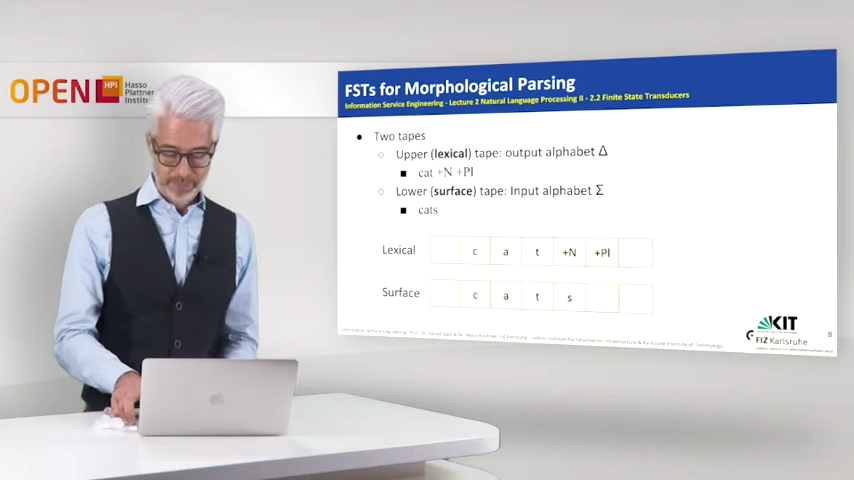 OPEN HPI Hasso
Plattner
Institut
FSTs for Morphological Parsing
Information Service Engineering - Lecture 2 Natural Language Processing II - 2.2 Finite State Transducers
● Two tapes
○ Upper (lexical) tape: output alphabet Δ
■ cat +N +Pl
○ Lower (surface) tape: Input alphabet Σ
■ cats
Lexical c a t +N +Pl
Surface c a t s
KIT
FIZ Karlsruhe
8